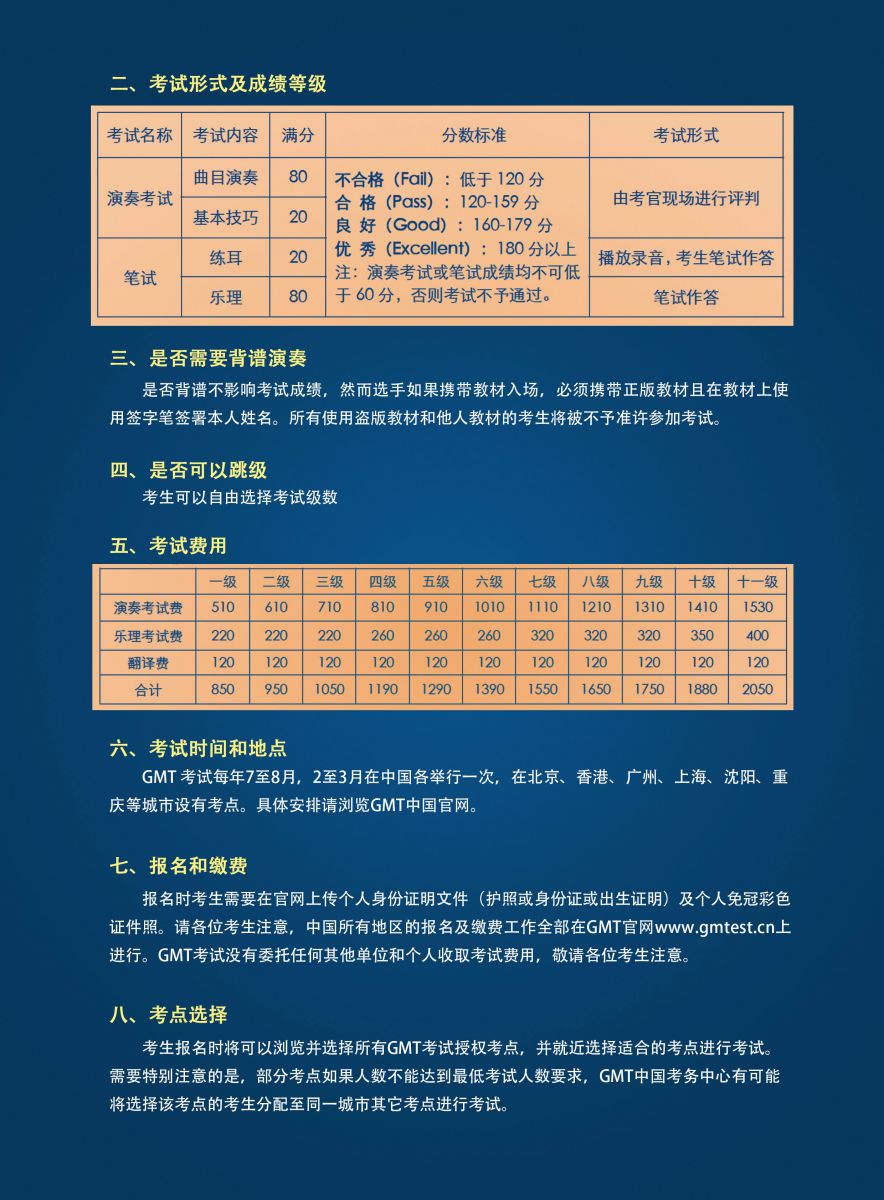 二、考试形式及成绩等级
考试名称 考试内容 满分 分数标准 考试形式
演奏考试 曲目演奏 80 由考官现场进行评判
基本技巧 20
笔试 练耳 20 播放录音，考生笔试作答
乐理 80 笔试作答
不合格（Fail）：低于 120 分
合 格（Pass）：120-159 分
良 好（Good）：160-179 分
优 秀（Excellent）：180 分以上
注：演奏考试或笔试成绩均不可低
于 60 分，否则考试不予通过。
三、是否需要背谱演奏
是否背谱不影响考试成绩，然而选手如果携带教材入场，必须携带正版教材且在教材上使
用签字笔签署本人姓名。所有使用盗版教材和他人教材的考生将被不予准许参加考试。
四、是否可以跳级
考生可以自由选择考试级数
五、考试费用
一级 二级 三级 四级 五级 六级 七级 八级 九级 十级 十一级
演奏考试费 510 610 710 810 910 1010 1110 1210 1310 1410 1530
乐理考试费 220 220 220 260 260 260 320 320 320 350 400
翻译费 120 120 120 120 120 120 120 120 120 120 120
合计 850 950 1050 1190 1290 1390 1550 1650 1750 1880 2050
六、考试时间和地点
GMT 考试每年7至8月，2至3月在中国各举行一次，在北京、香港、广州、上海、沈阳、重
庆等城市设有考点。具体安排请浏览GMT中国官网。
七、报名和缴费
报名时考生需要在官网上传个人身份证明文件（护照或身份证或出生证明）及个人免冠彩色
证件照。请各位考生注意，中国所有地区的报名及缴费工作全部在GMT官网www.gmtest.cn上
进行。GMT考试没有委托任何其他单位和个人收取考试费用，敬请各位考生注意。
八、考点选择
考生报名时将可以浏览并选择所有GMT考试授权考点，并就近选择适合的考点进行考试。
需要特别注意的是，部分考点如果人数不能达到最低考试人数要求，GMT中国考务中心有可能
将选择该考点的考生分配至同一城市其它考点进行考试。